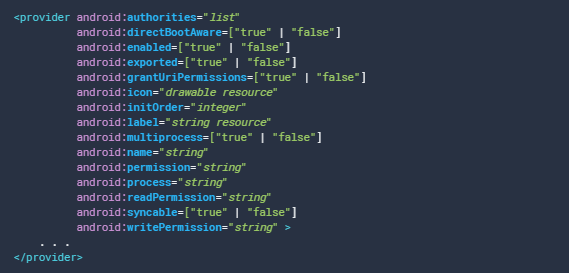 <provider android:authorities="list"
android:directBootAware=["true" | "false"]
android:enabled=["true" | "false"]
android:exported=["true" | "false"]
android:grantUriPermissions=["true" | "false"]
android:icon="drawable resource"
android:initOrder="integer"
android:label="string resource"
android:multiprocess=["true" | "false"]
android:name="string"
android:permission="string"
android:process="string"
android:readPermission="string"
android:syncable=["true" | "false"]
android:writePermission="string" >
. . .
</provider>